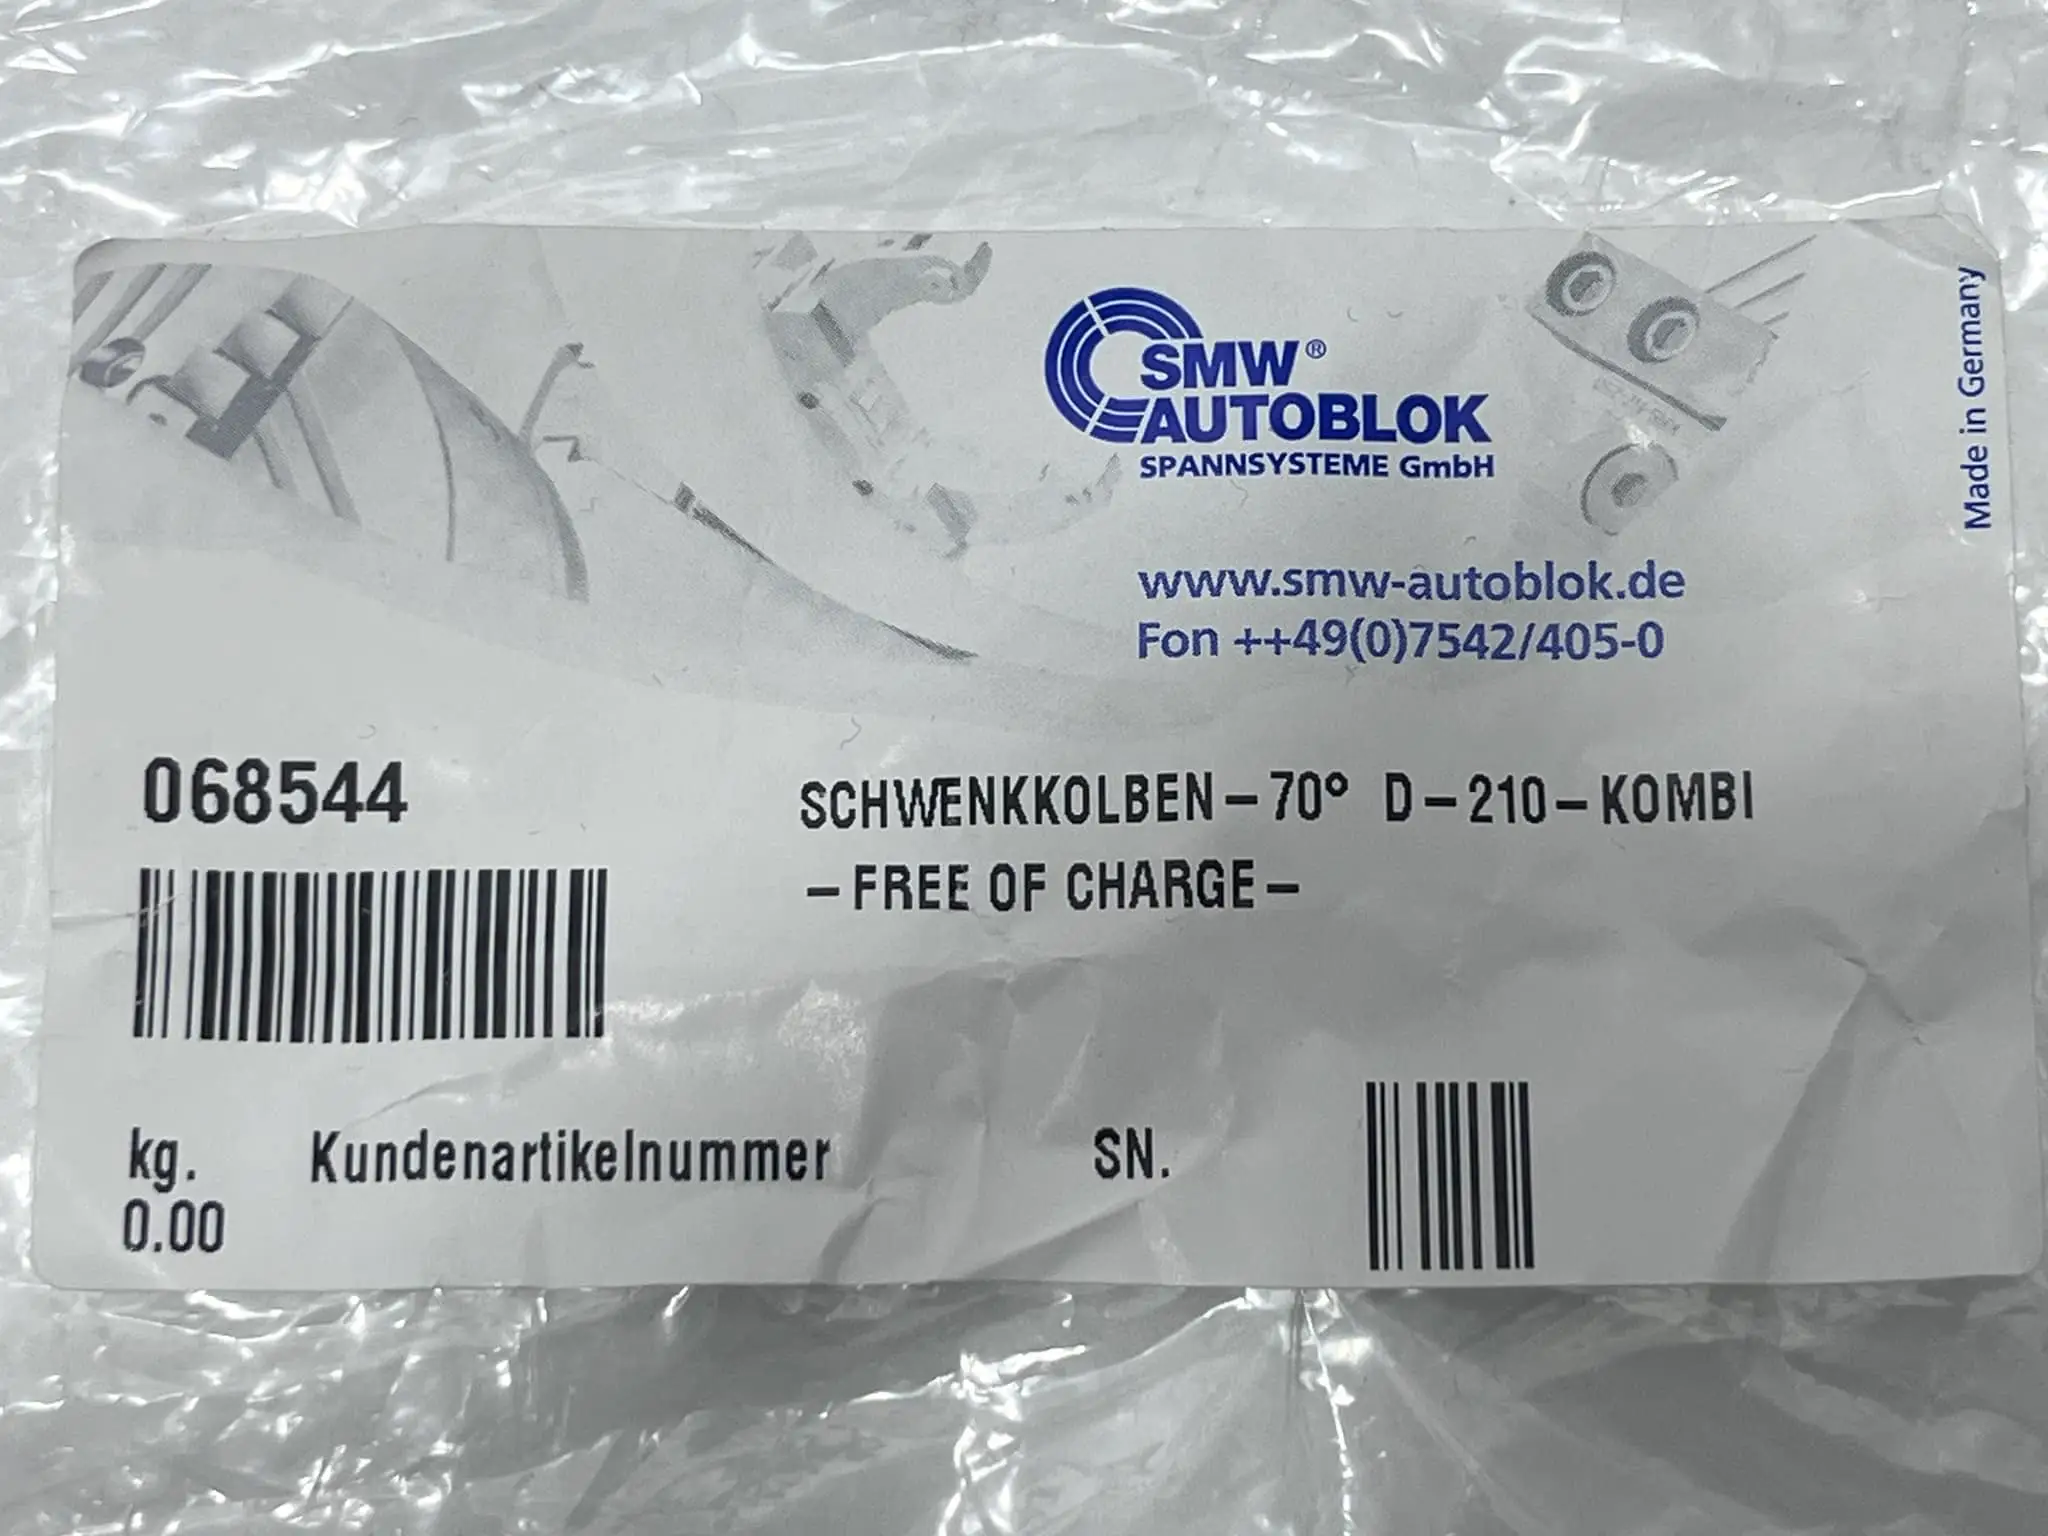 SMW®
AUTOBLOK
SPANNSYSTEME GmbH
Made in Germany
www.smw-autoblok.de
Fon ++49(0)7542/405-0
068544
SCHWENKKOLBEN-70° D-210-KOMBI
-FREE OF CHARGE-
kg. Kundenartikelnummer SN.
0.00